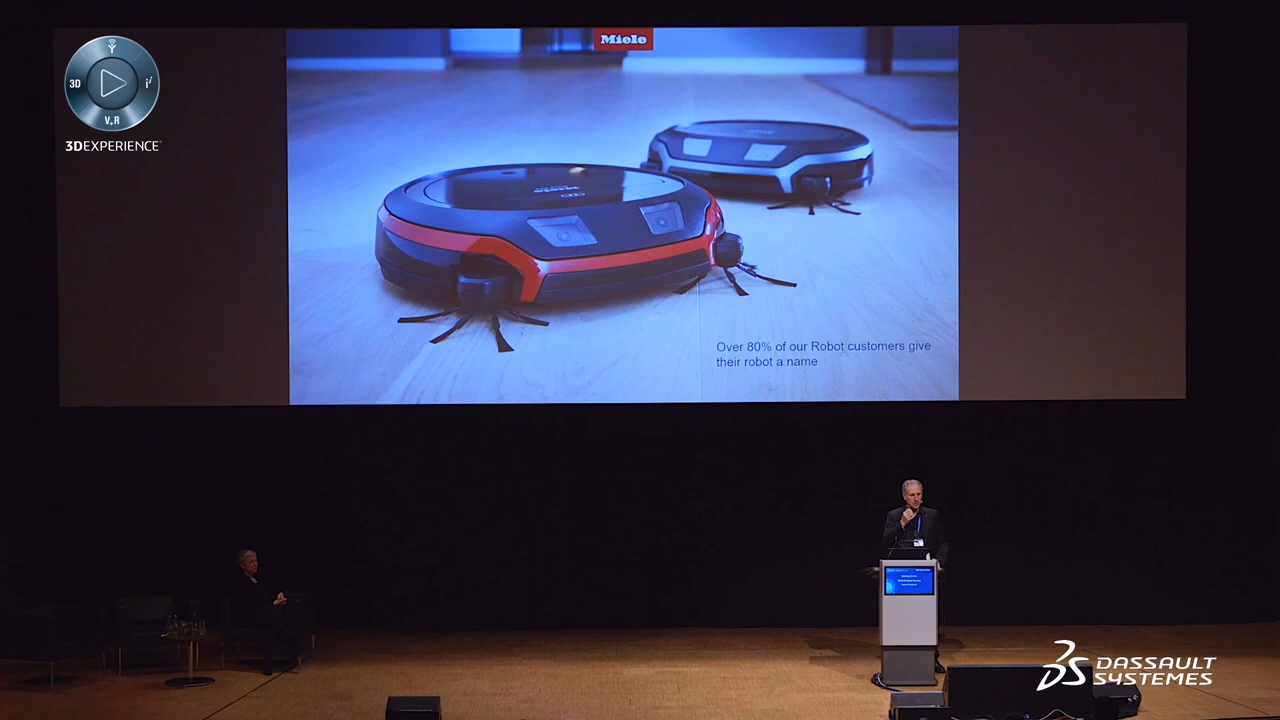 Miele
3D
i
V,R
3DEXPERIENCE
Over 80% of our Robot customers give
their robot a name
DASSAULT
SYSTEMES